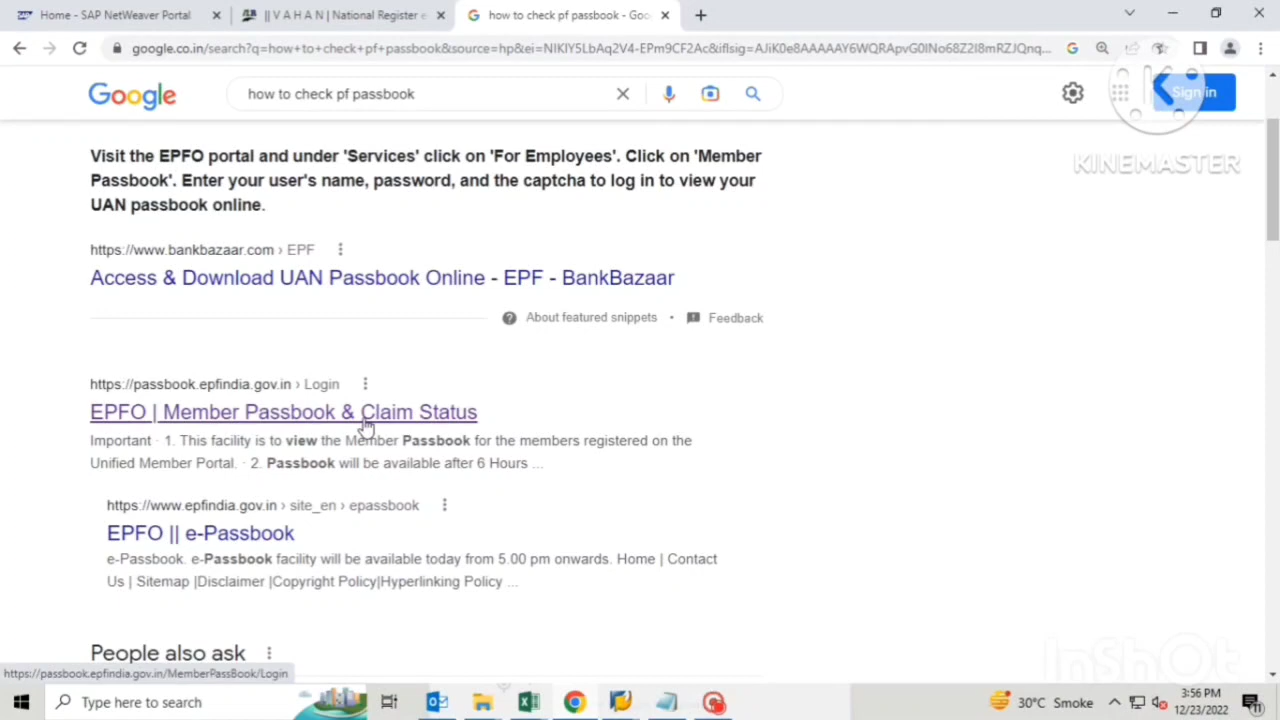 Home - SAP NetWeaver Portal
|| V A H A N | National Register e
how to check pf passbook - Goo
google.co.in/search?q=how+to+check+pf+passbook&source=hp&ei=NIKIY5LbAq2V4-EPm9CF2Ac&iflsig=AJiK0e8AAAAAY6WQRApvG0INo68Z2I8mRZJQnq...
Google
how to check pf passbook
Sign in
KINEMASTER
Visit the EPFO portal and under 'Services' click on 'For Employees'. Click on 'Member
Passbook'. Enter your user's name, password, and the captcha to log in to view your
UAN passbook online.
https://www.bankbazaar.com › EPF
Access & Download UAN Passbook Online - EPF - BankBazaar
About featured snippets • Feedback
https://passbook.epfindia.gov.in › Login
EPFO | Member Passbook & Claim Status
Important · 1. This facility is to view the Member Passbook for the members registered on the
Unified Member Portal. · 2. Passbook will be available after 6 Hours ...
https://www.epfindia.gov.in › site_en › epassbook
EPFO || e-Passbook
e-Passbook. e-Passbook facility will be available today from 5.00 pm onwards. Home | Contact
Us | Sitemap |Disclaimer |Copyright Policy|Hyperlinking Policy ...
People also ask
InShOt
https://passbook.epfindia.gov.in/MemberPassBook/Login
Type here to search
30°C Smoke
3:56 PM
12/23/2022
11